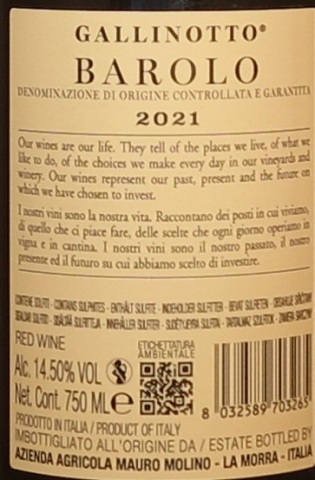 GALLINOTTO®
BAROLO
DENOMINAZIONE DI ORIGINE CONTROLLATA E GARANTITA
2021
Our wines are our life. They tell of the places we live, of what we
like to do, of the choices we make every day in our vineyards and
winery. Our wines represent our past, present and the future on
which we have chosen to invest.
I nostri vini sono la nostra vita. Raccontano dei posti in cui viviamo,
di quello che ci piace fare, delle scelte che ogni giorno operiamo in
vigna e in cantina. I nostri vini sono il nostro passato, il nostro
presente ed il futuro su cui abbiamo scelto di investire.
CONTIENE SOLFITI - CONTAINS SULPHITES - ENTHÄLT SULFITE - INDEHOLDER SULFITTER - BEVAT SULFIETEN -
INNEHÅLLER SULFITER -
RED WINE
Alc. 14.50% VOL
Net. Cont. 750 ML e
ETICHETTATURA
AMBIENTALE
8 032589 703265
PRODOTTO IN ITALIA / PRODUCT OF ITALY
IMBOTTIGLIATO ALL'ORIGINE DA / ESTATE BOTTLED BY
AZIENDA AGRICOLA MAURO MOLINO - LA MORRA - ITALIA